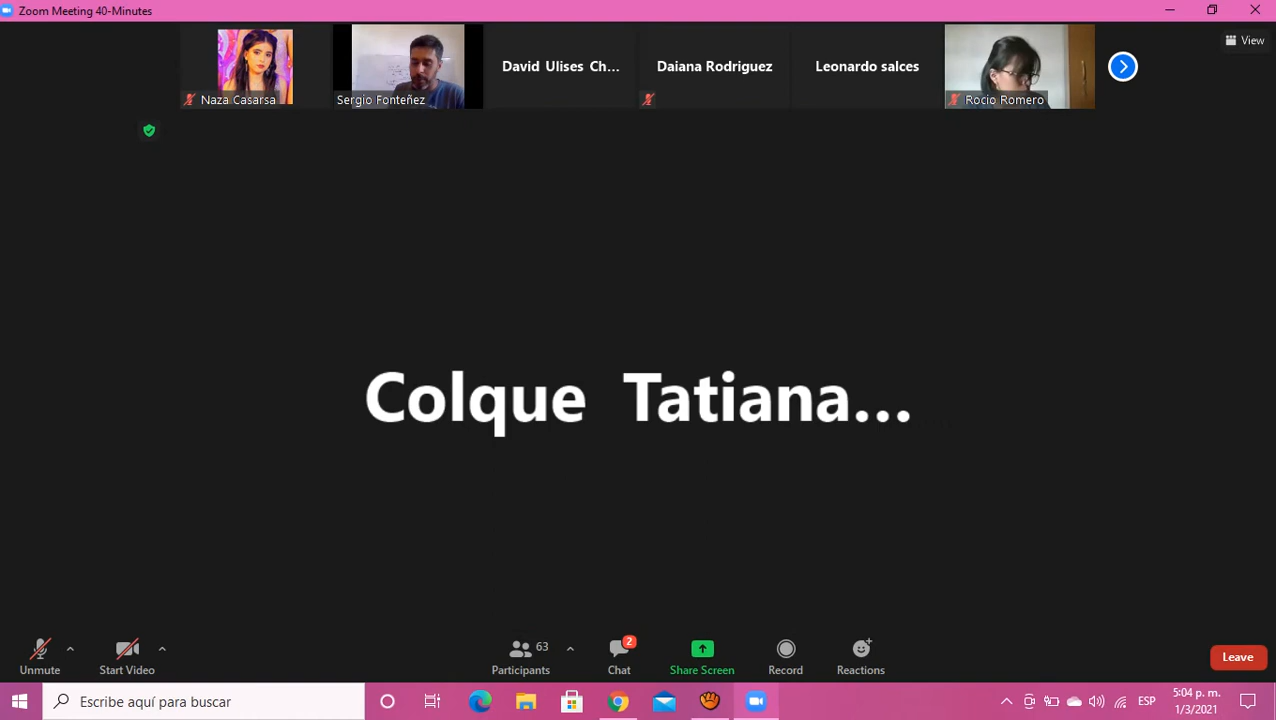 Zoom Meeting 40-Minutes
View
Naza Casarsa
Sergio Fonteñez
David Ulises Ch...
Daiana Rodriguez
Leonardo salces
Rocio Romero
Colque Tatiana...
Unmute
Start Video
63
Participants
2
Chat
Share Screen
Record
Reactions
Leave
Escribe aquí para buscar
ESP
5:04 p. m.
1/3/2021